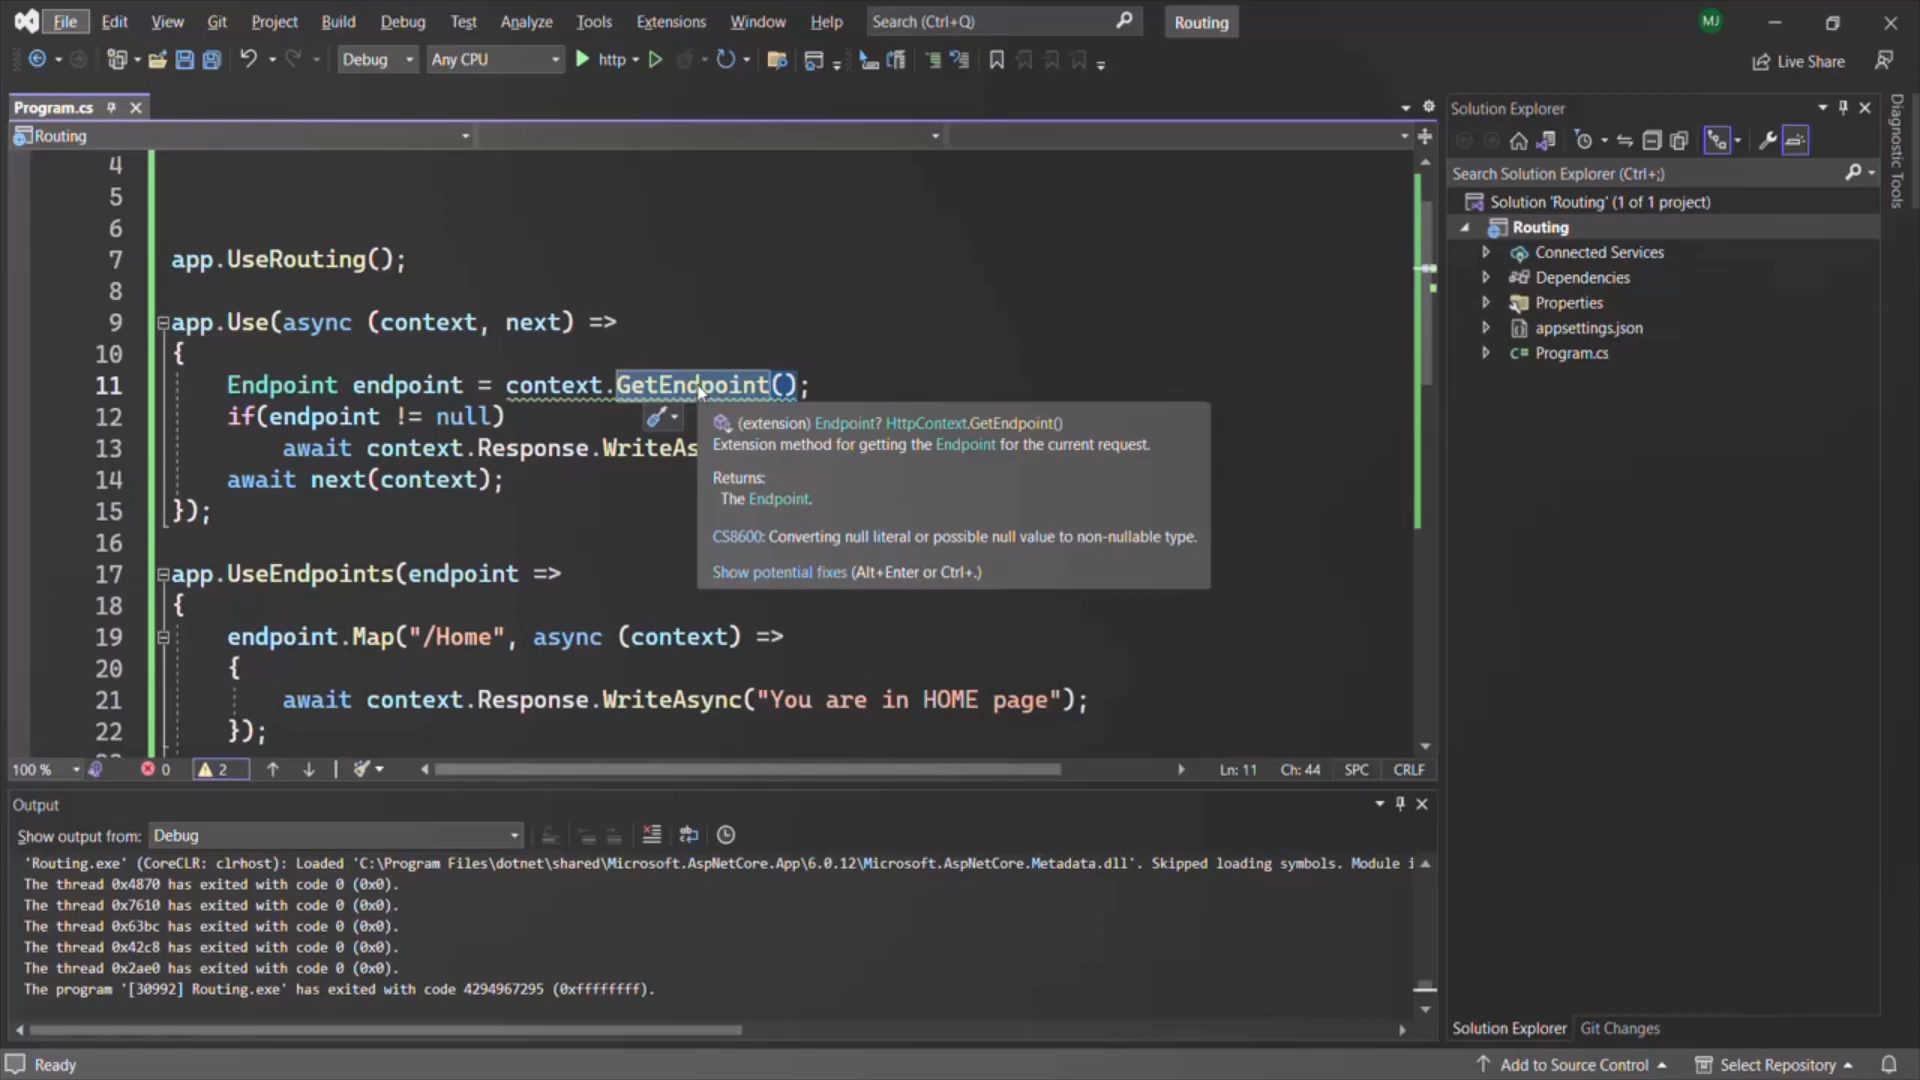 File Edit View Git Project Build Debug Test Analyze Tools Extensions Window Help Search (Ctrl+Q) Routing MJ
Debug Any CPU http Live Share
Program.cs
Routing
4
5
6
7 app.UseRouting();
8
9 app.Use(async (context, next) =>
10 {
11 Endpoint endpoint = context.GetEndpoint();
12 if(endpoint != null)
13 await context.Response.WriteAs
14 await next(context);
15 });
16
17 app.UseEndpoints(endpoint =>
18 {
19 endpoint.Map("/Home", async (context) =>
20 {
21 await context.Response.WriteAsync("You are in HOME page");
22 });
(extension) Endpoint? HttpContext.GetEndpoint()
Extension method for getting the Endpoint for the current request.
Returns:
The Endpoint.
CS8600: Converting null literal or possible null value to non-nullable type.
Show potential fixes (Alt+Enter or Ctrl+.)
100 % 0 2 Ln: 11 Ch: 44 SPC CRLF
Output
Show output from: Debug
'Routing.exe' (CoreCLR: clrhost): Loaded 'C:\Program Files\dotnet\shared\Microsoft.AspNetCore.App\6.0.12\Microsoft.AspNetCore.Metadata.dll'. Skipped loading symbols. Module i
The thread 0x4870 has exited with code 0 (0x0).
The thread 0x7610 has exited with code 0 (0x0).
The thread 0x63bc has exited with code 0 (0x0).
The thread 0x42c8 has exited with code 0 (0x0).
The thread 0x2ae0 has exited with code 0 (0x0).
The program '[30992] Routing.exe' has exited with code 4294967295 (0xffffffff).
Solution Explorer
Search Solution Explorer (Ctrl+;)
Solution 'Routing' (1 of 1 project)
Routing
Connected Services
Dependencies
Properties
appsettings.json
C# Program.cs
Solution Explorer Git Changes
Diagnostic Tools
Ready Add to Source Control Select Repository